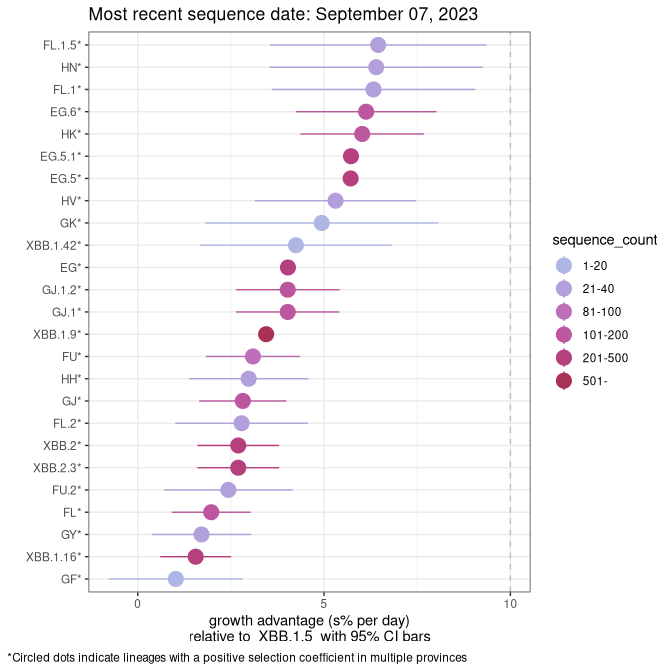 Most recent sequence date: September 07, 2023
FL.1.5*
HN*
FL.1*
EG.6*
HK*
EG.5.1*
EG.5*
HV*
GK*
XBB.1.42*
EG*
GJ.1.2*
GJ.1*
XBB.1.9*
FU*
HH*
GJ*
FL.2*
XBB.2*
XBB.2.3*
FU.2*
FL*
GY*
XBB.1.16*
GF*
0 5 10
growth advantage (s% per day)
relative to XBB.1.5 with 95% CI bars
sequence_count
1-20
21-40
81-100
101-200
201-500
501-
*Circled dots indicate lineages with a positive selection coefficient in multiple provinces